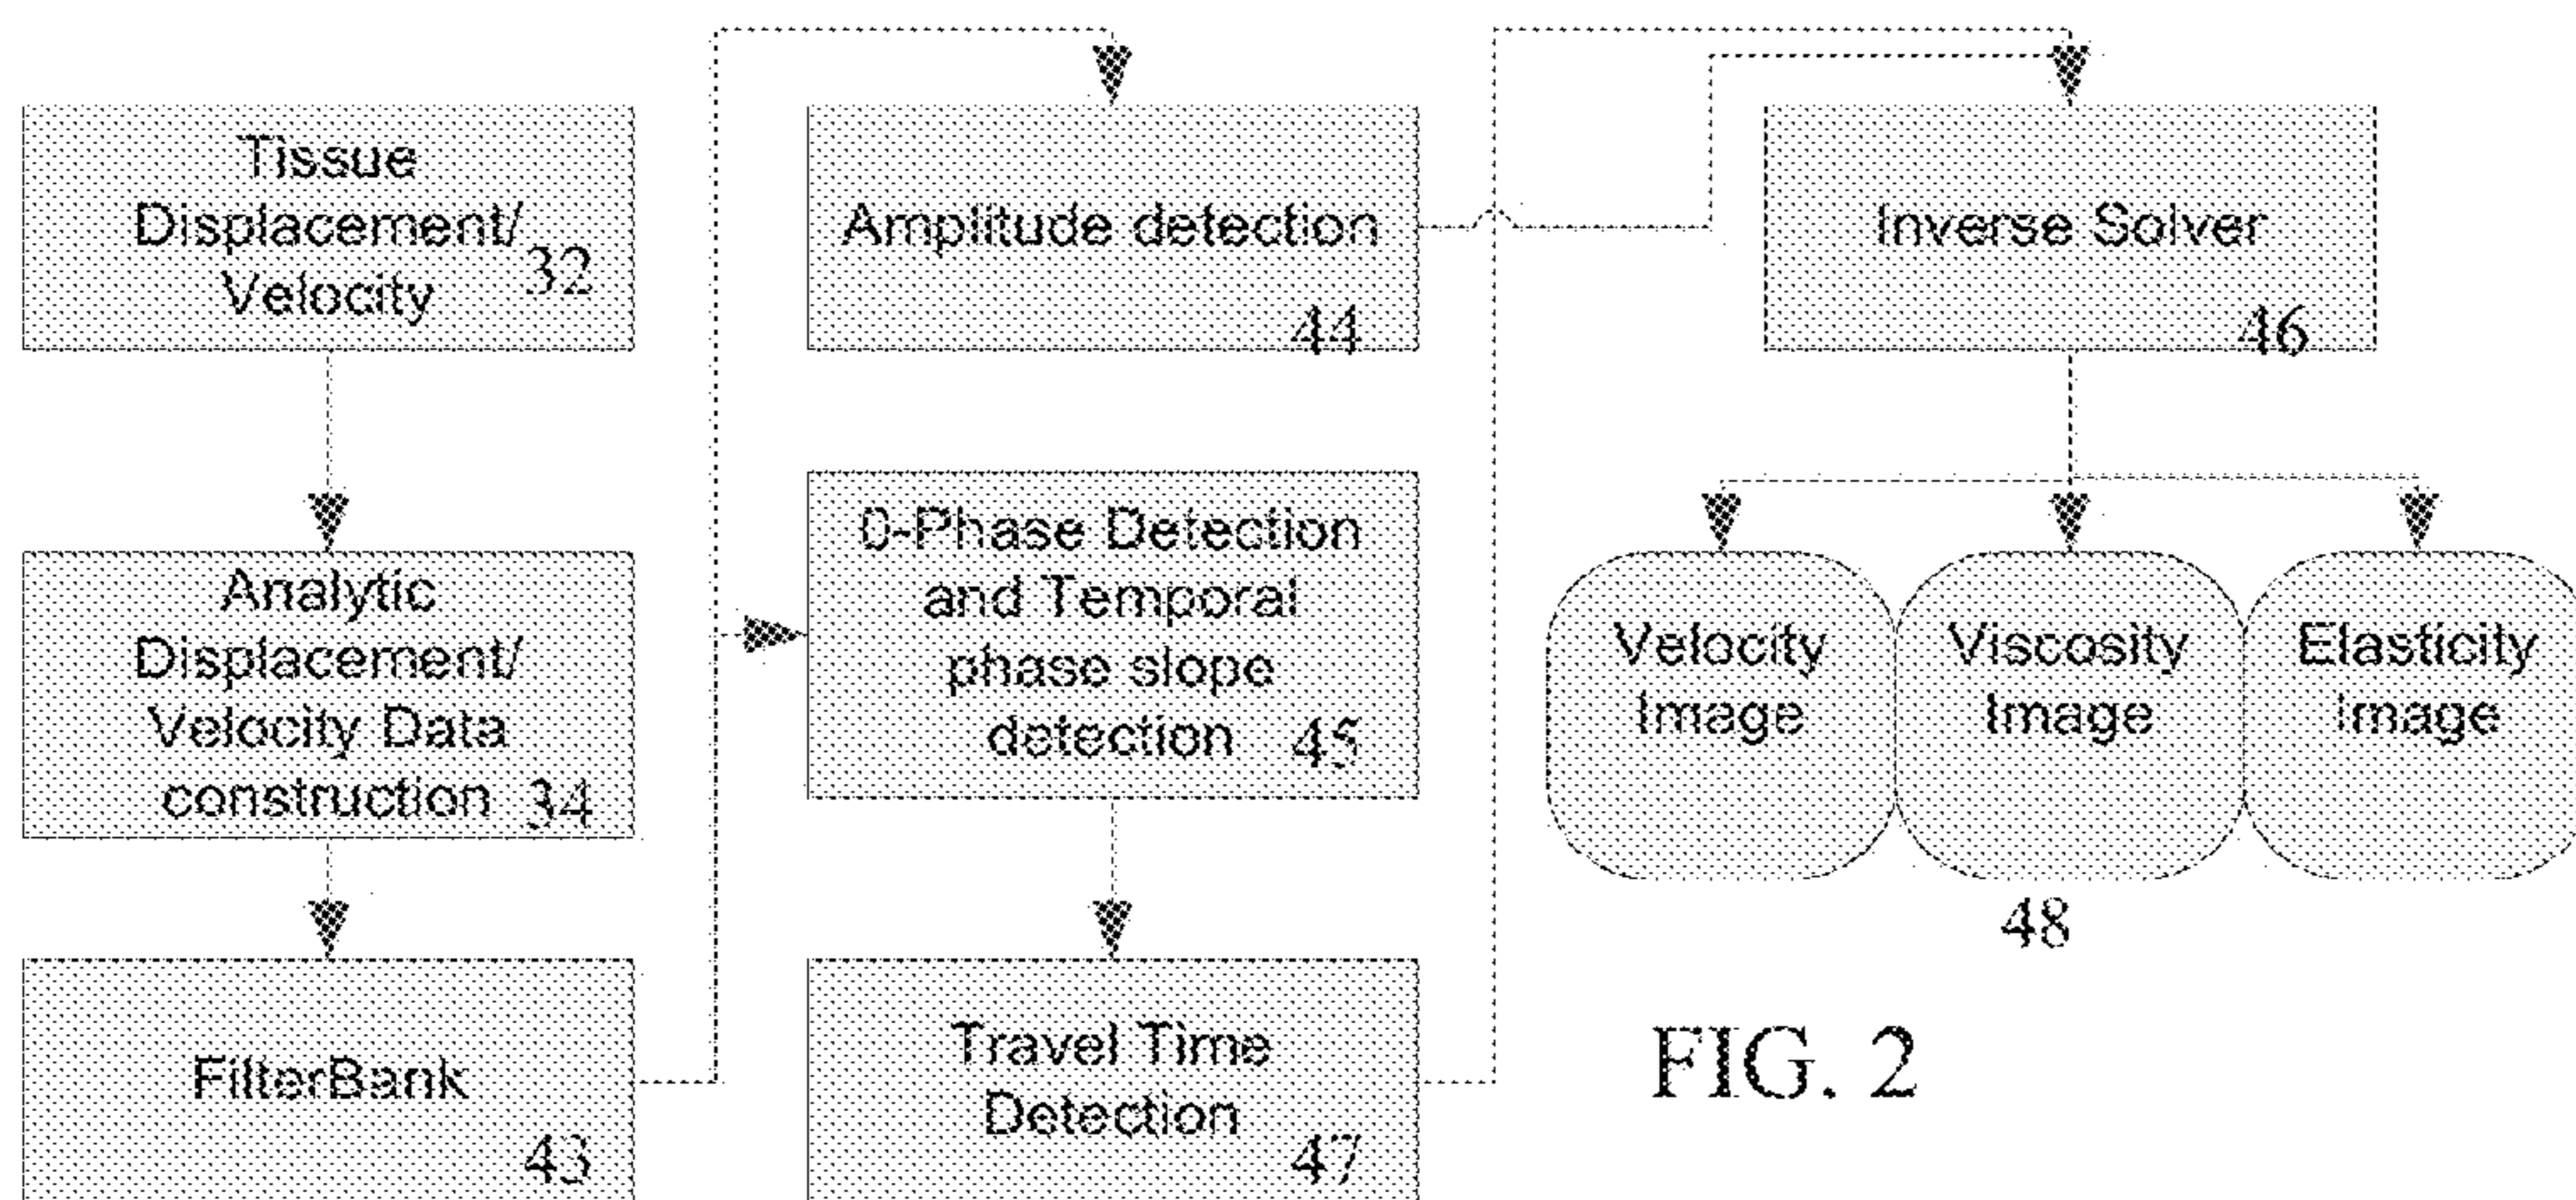 Tissue
Displacement/
Velocity
32
Analytic
Displacement/
Velocity Data
construction
34
FilterBank
43
Amplitude detection
44
0-Phase Detection
and Temporal
phase slope
detection
45
Travel Time
Detection
47
Inverse Solver
46
Velocity
Image
Viscosity
Image
Elasticity
Image
48
FIG. 2